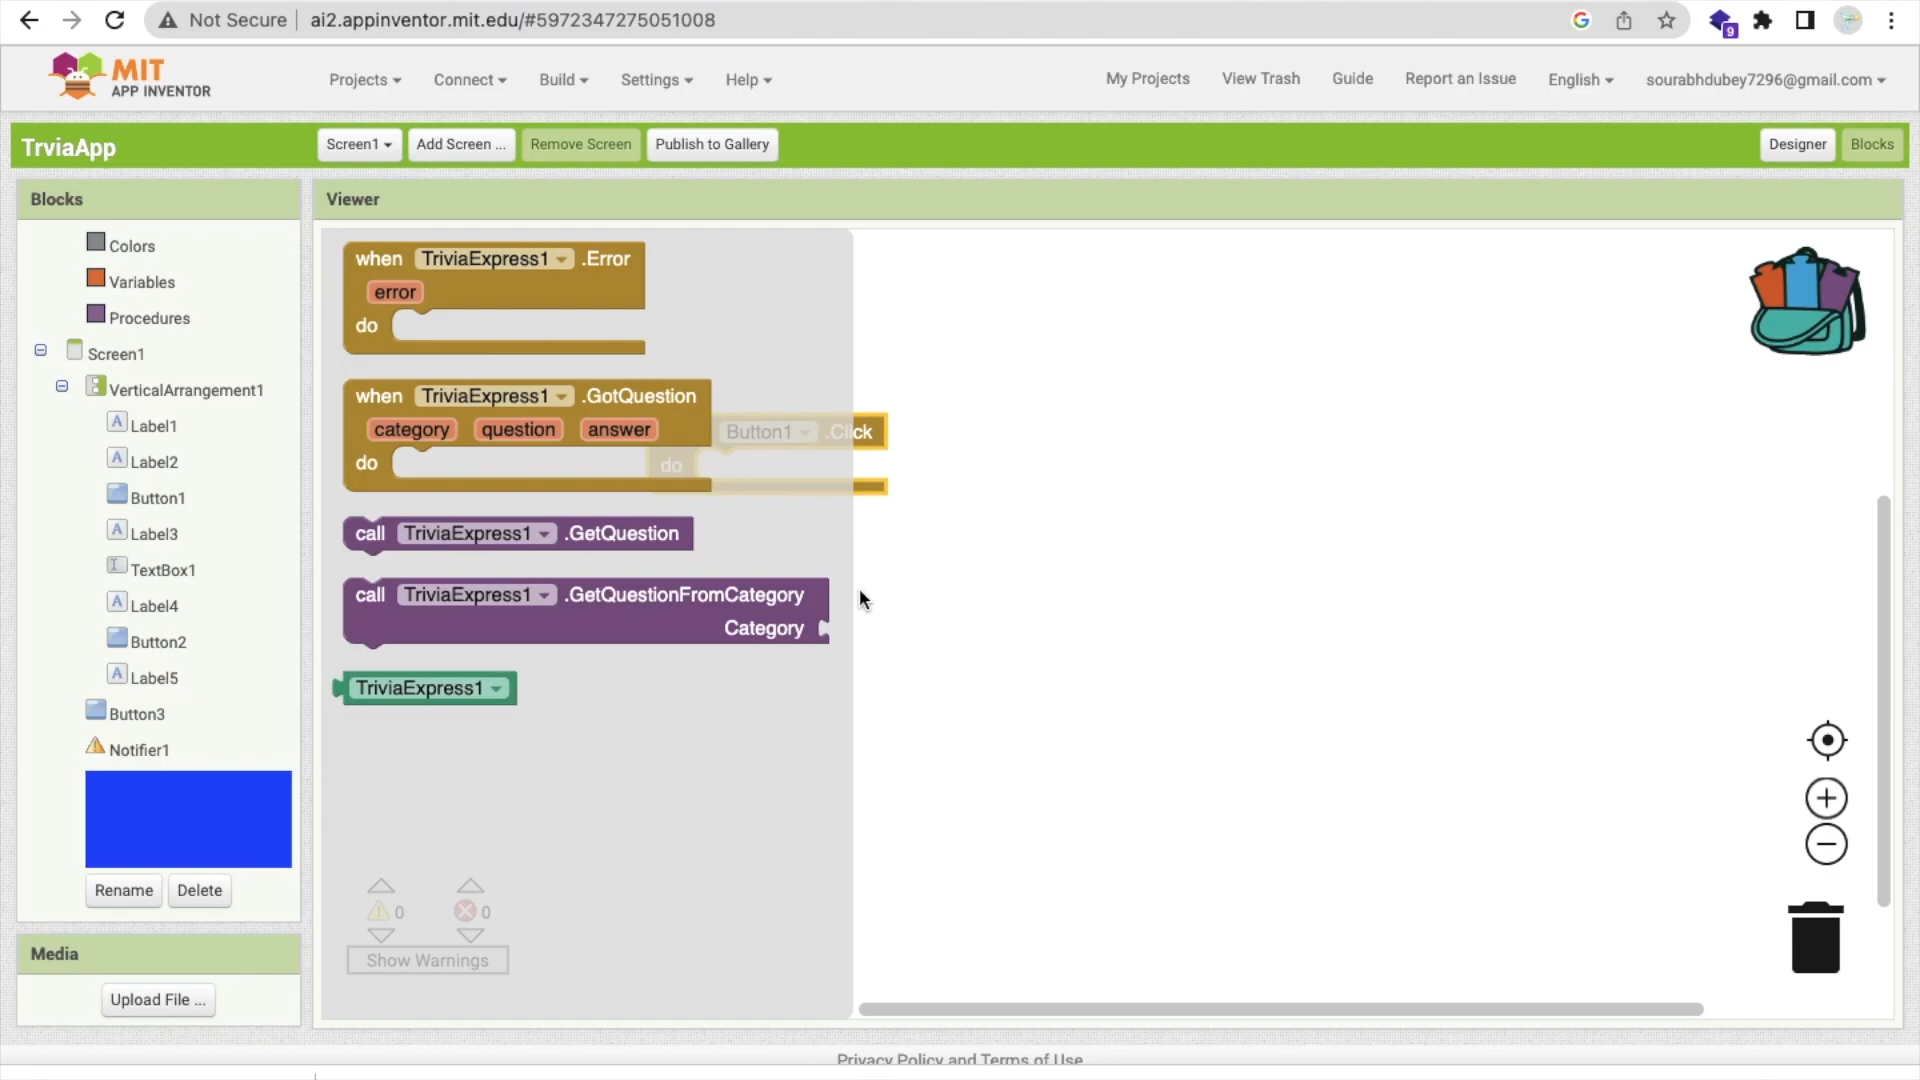 Not Secure
ai2.appinventor.mit.edu/#5972347275051008
9
MIT
APP INVENTOR
Projects
Connect
Build
Settings
Help
My Projects
View Trash
Guide
Report an Issue
English
sourabhdubey7296@gmail.com
TrviaApp
Screen1
Add Screen ...
Remove Screen
Publish to Gallery
Designer
Blocks
Blocks
Viewer
Colors
Variables
Procedures
Screen1
VerticalArrangement1
Label1
Label2
Button1
Label3
TextBox1
Label4
Button2
Label5
Button3
Notifier1
Rename
Delete
Media
Upload File ...
when TriviaExpress1 .Error
error
do
when TriviaExpress1 .GotQuestion
category question answer
do
Button1 .Click
do
call TriviaExpress1 .GetQuestion
call TriviaExpress1 .GetQuestionFromCategory
Category
TriviaExpress1
0
0
Show Warnings
Privacy Policy and Terms of Use